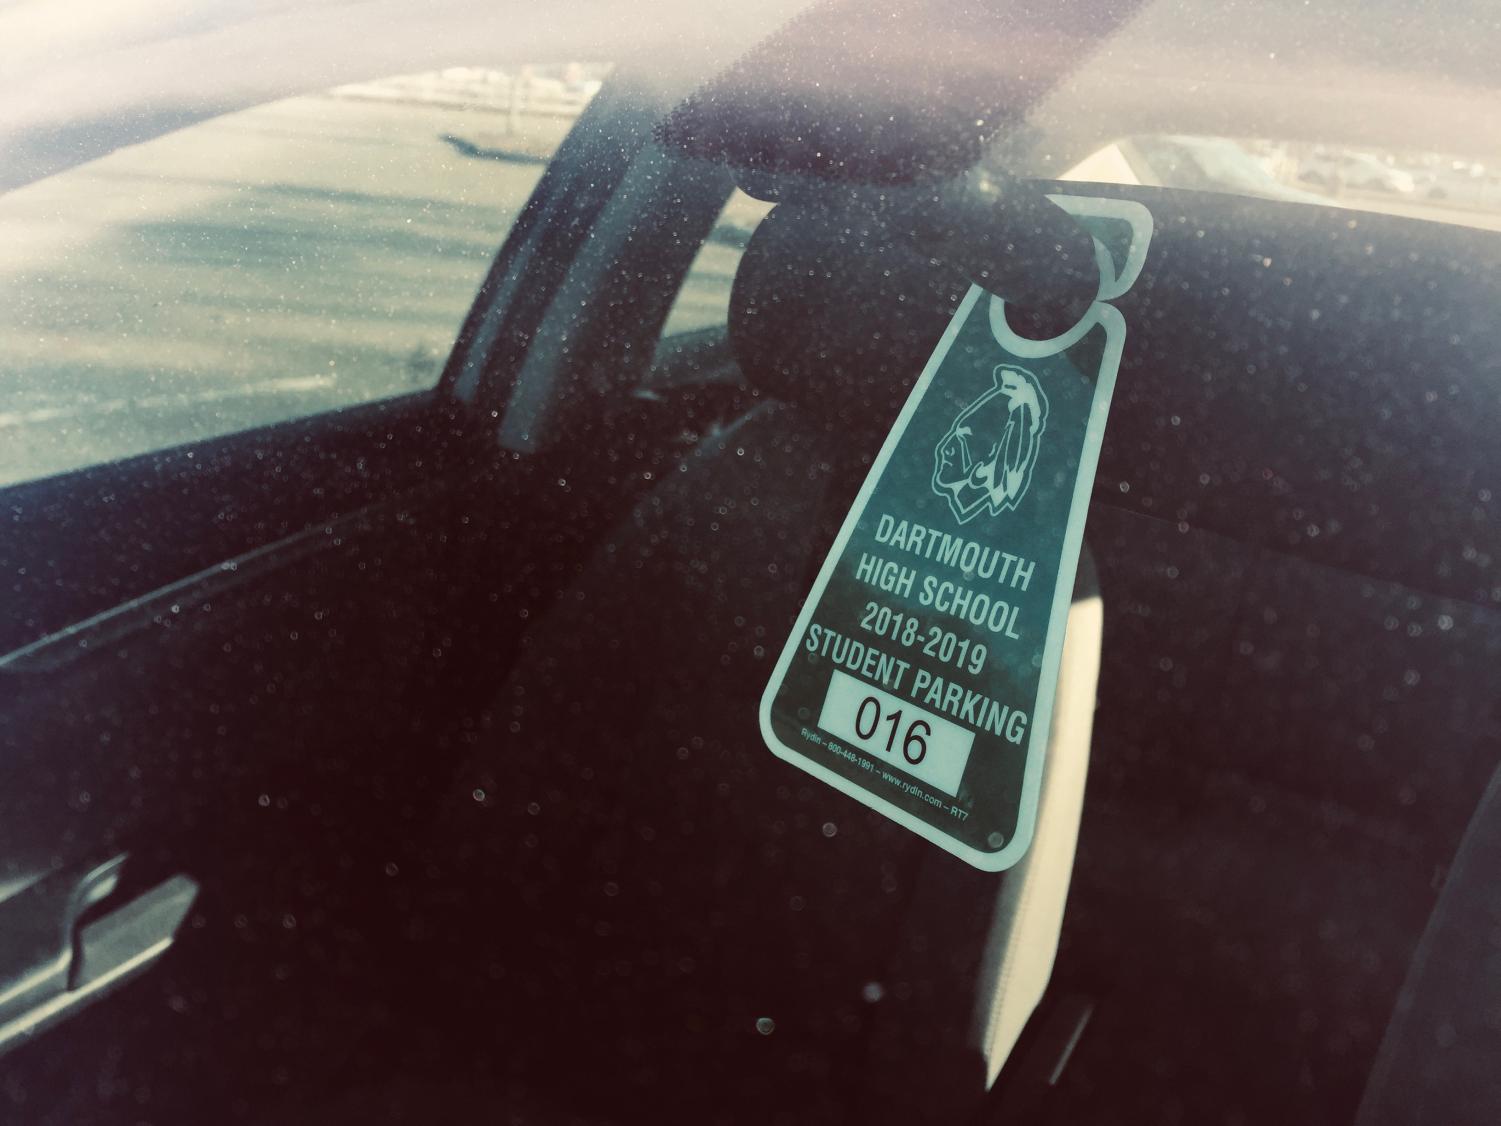 DARTMOUTH
HIGH SCHOOL
2018-2019
STUDENT PARKING
016
Rydin – 800-448-1991 – www.rydin.com – RT7